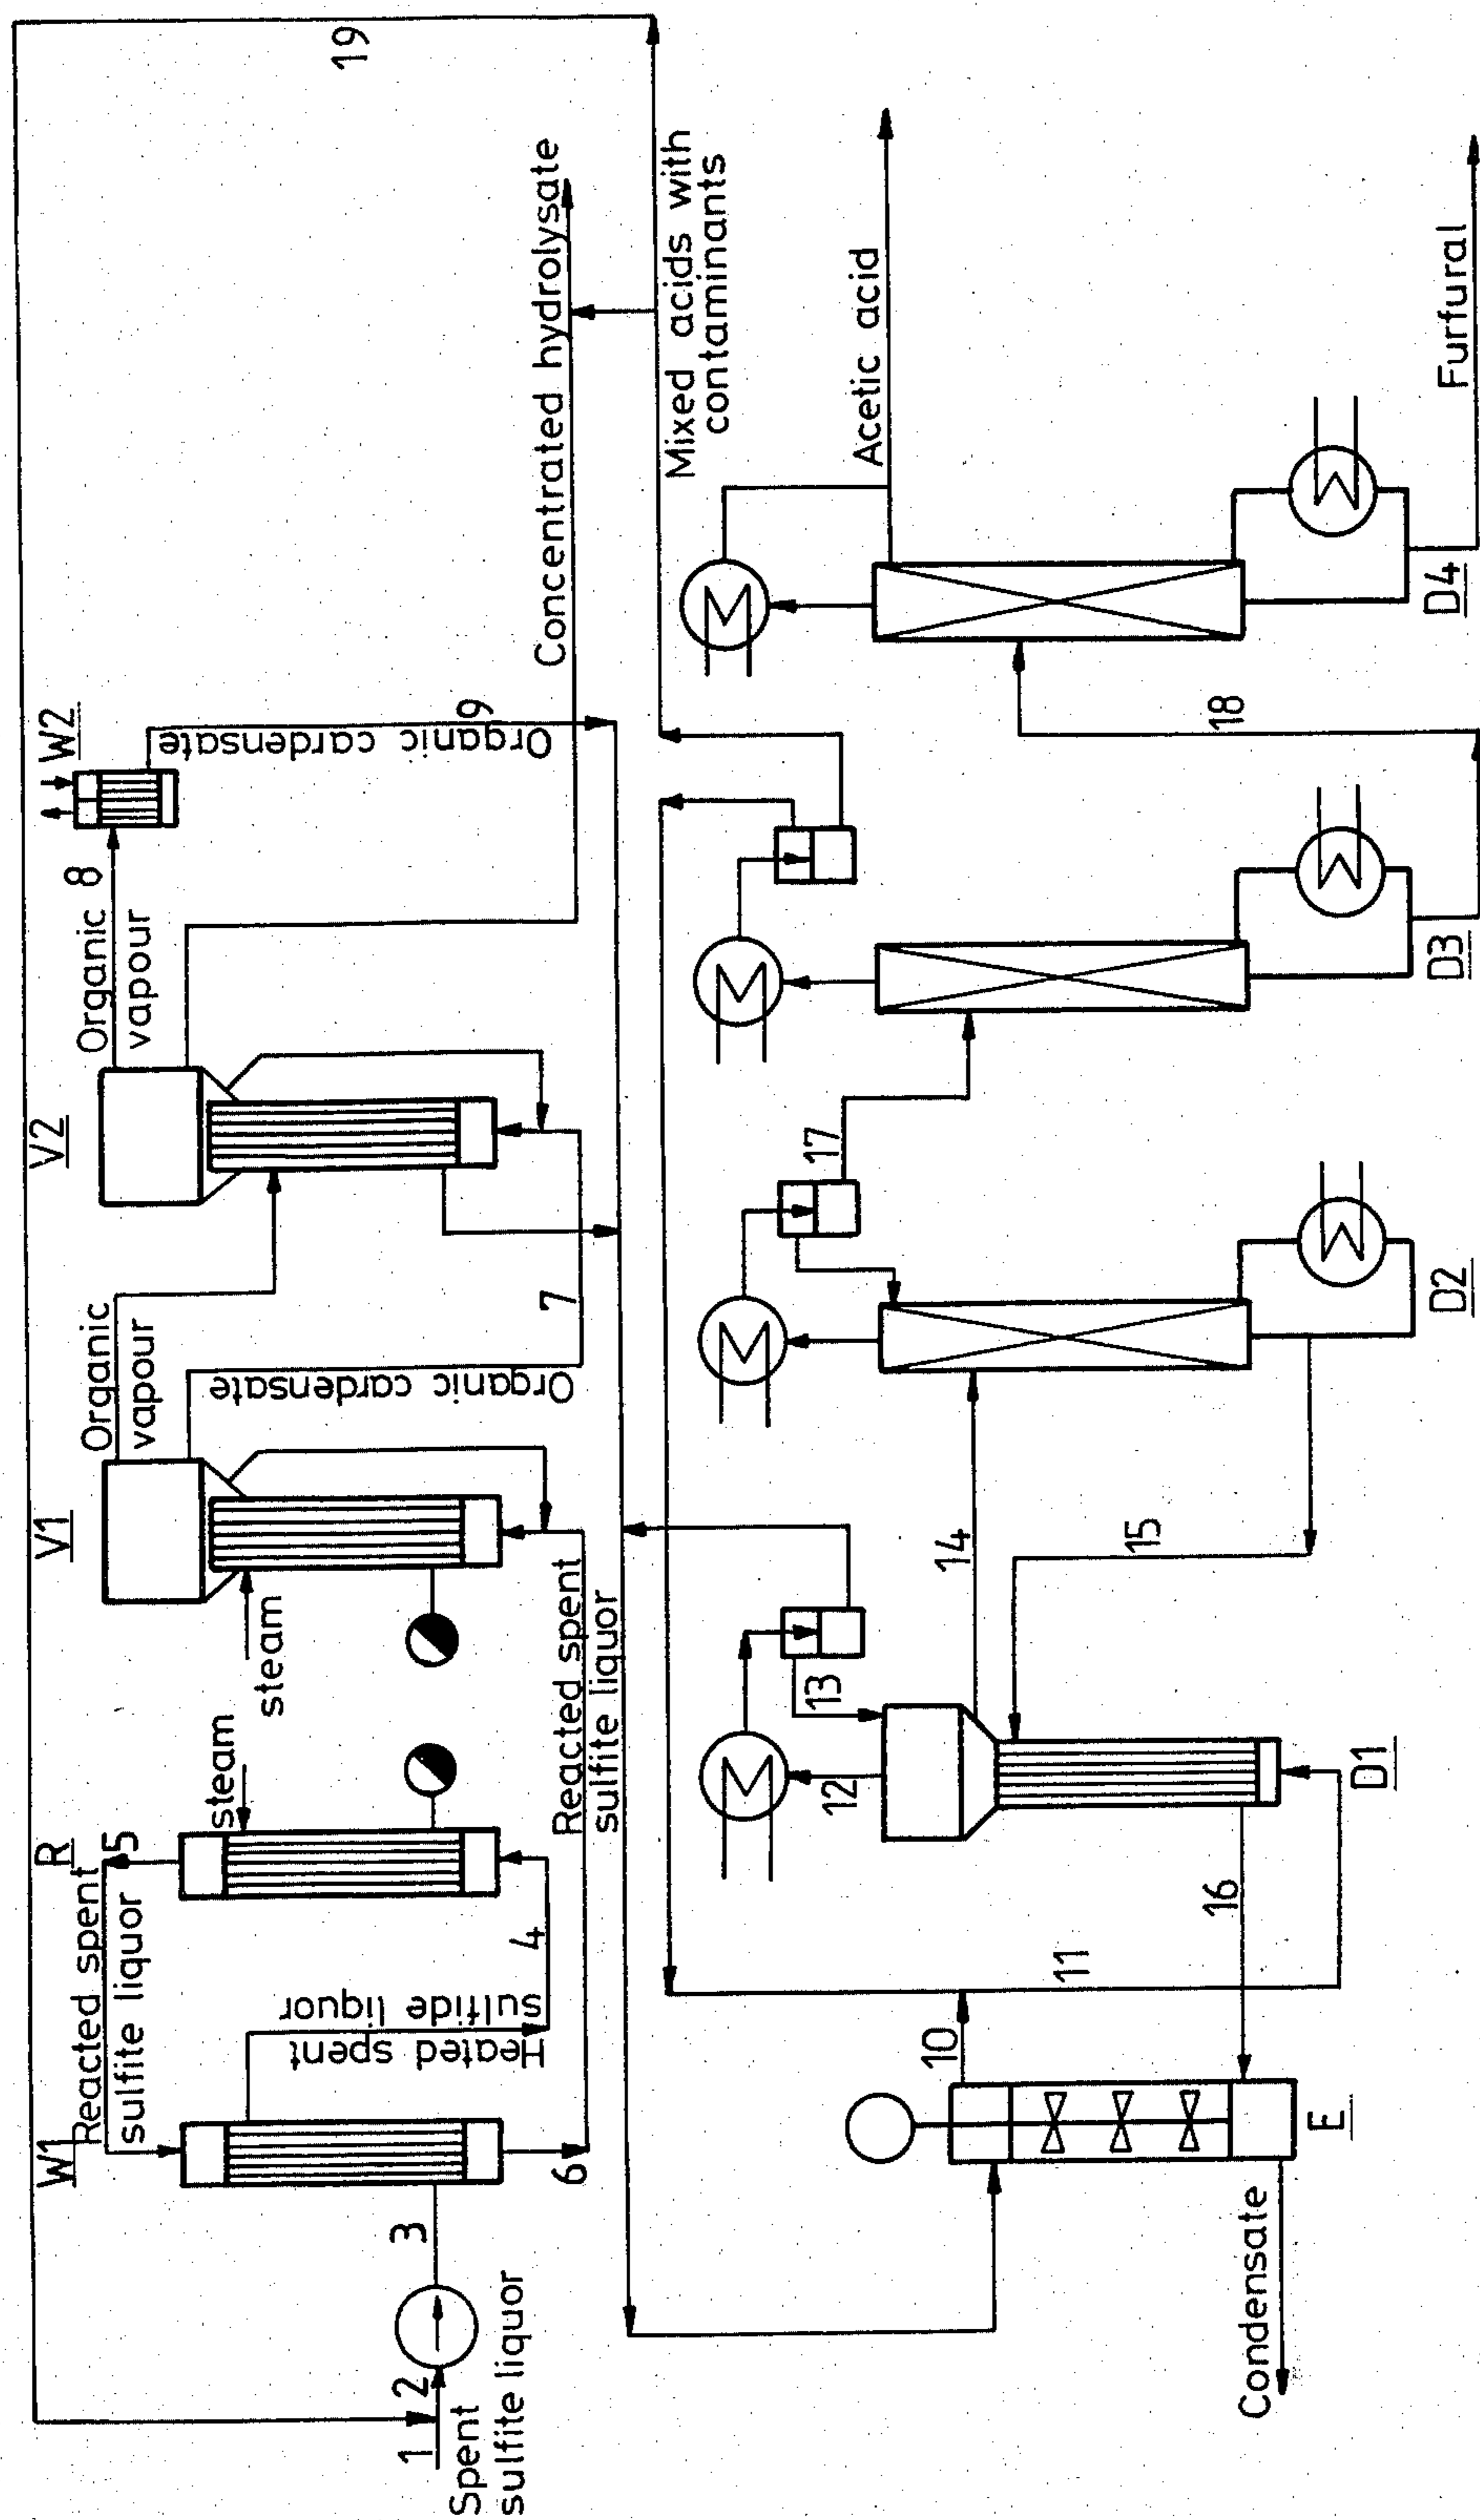 19
W1
R
V1
V2
W2
Reacted spent
sulfite liquor
5
steam
steam
Organic
vapour
Organic
vapour
8
Organic cardensate
9
Organic cardensate
7
Heated spent
sulfide liquor
4
3
1
2
Spent
sulfite liquor
6
Reacted spent
sulfite liquor
Concentrated hydrolysate
Mixed acids with
contaminants
Acetic acid
Furfural
10
11
12
13
14
15
16
17
18
Condensate
E
D1
D2
D3
D4